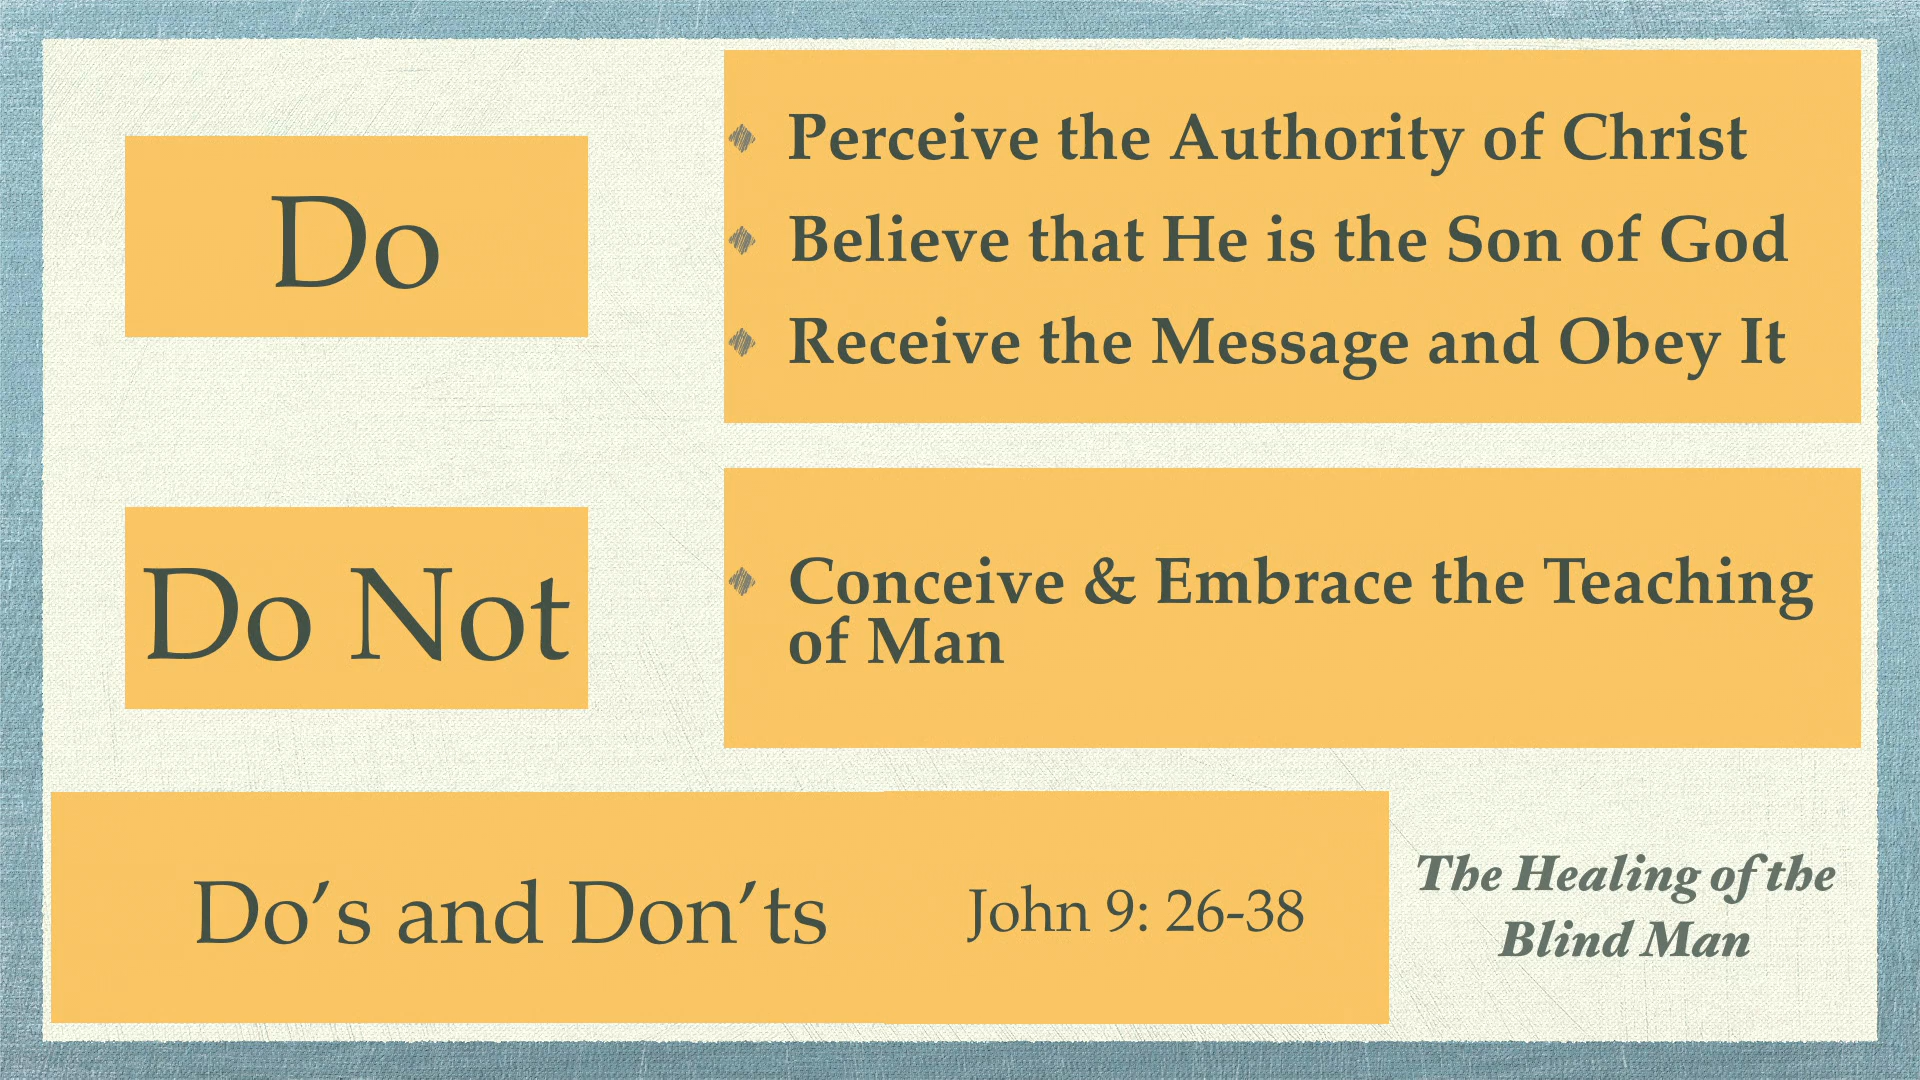 Do
Perceive the Authority of Christ
Believe that He is the Son of God
Receive the Message and Obey It
Do Not
Conceive & Embrace the Teaching
of Man
Do’s and Don’ts
John 9: 26-38
The Healing of the
Blind Man